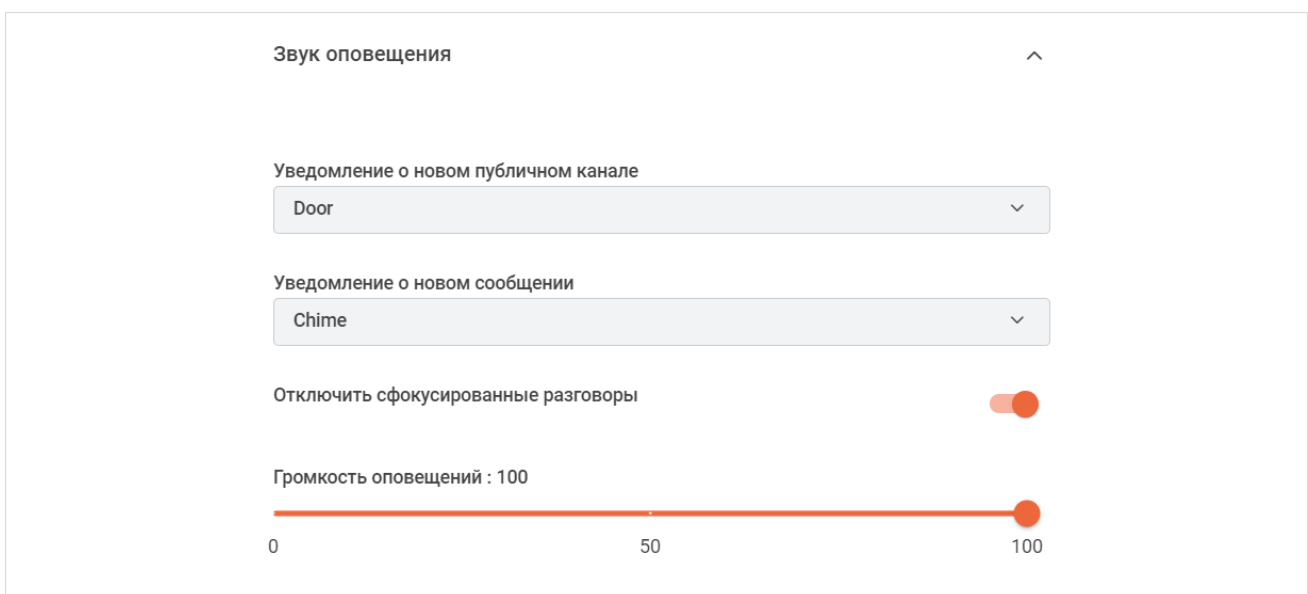 Звук оповещения
Уведомление о новом публичном канале
Door
Уведомление о новом сообщении
Chime
Отключить сфокусированные разговоры
Громкость оповещений : 100
0 50 100